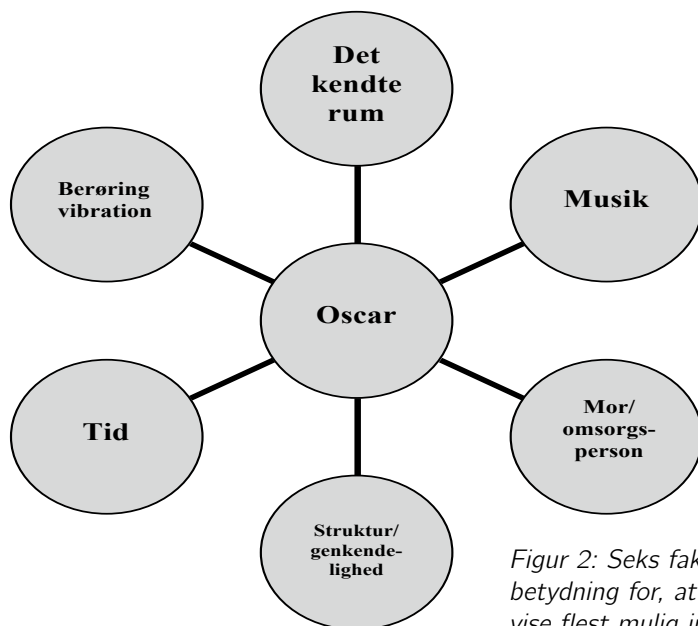 Det
kendte
rum
Berøring
vibration
Musik
Oscar
Tid
Mor/
omsorgs-
person
Struktur/
genkende-
lighed
Figur 2: Seks
betydning for, at
vise flest mulig